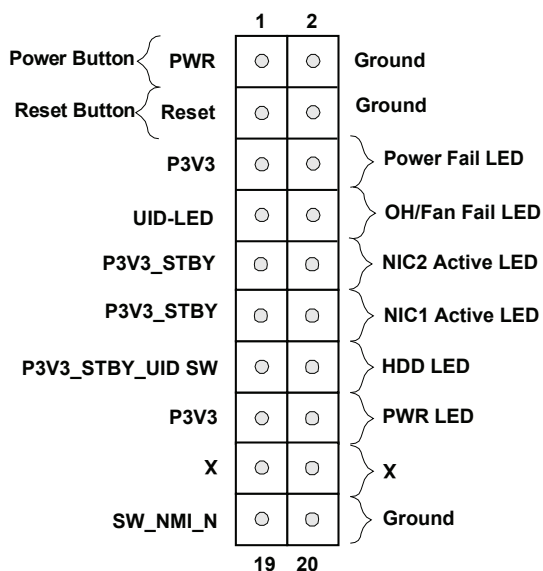 1 2
Power Button PWR Ground
Reset Button Reset Ground
P3V3 Power Fail LED
UID-LED OH/Fan Fail LED
P3V3_STBY NIC2 Active LED
P3V3_STBY NIC1 Active LED
P3V3_STBY_UID SW HDD LED
P3V3 PWR LED
X X
SW_NMI_N Ground
19 20